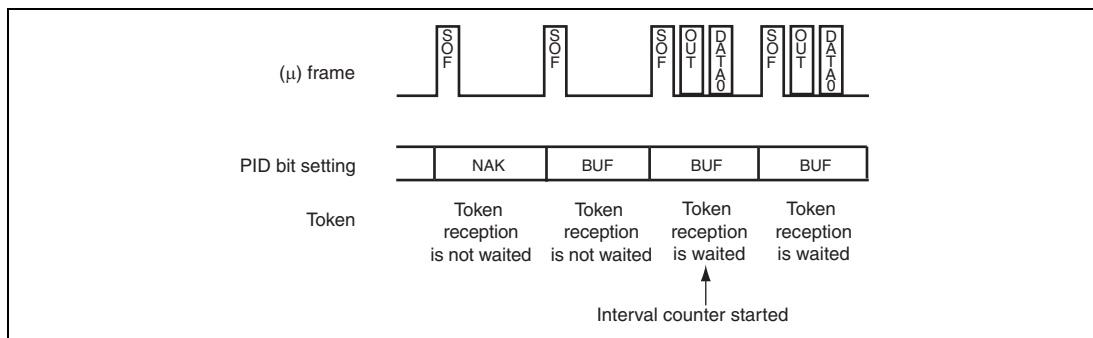 SOF
SOF
SOF OUT DATA0 SOF OUT DATA0
(μ) frame
PID bit setting NAK BUF BUF BUF
Token
Token reception is not waited
Token reception is not waited
Token reception is waited
Token reception is waited
Interval counter started